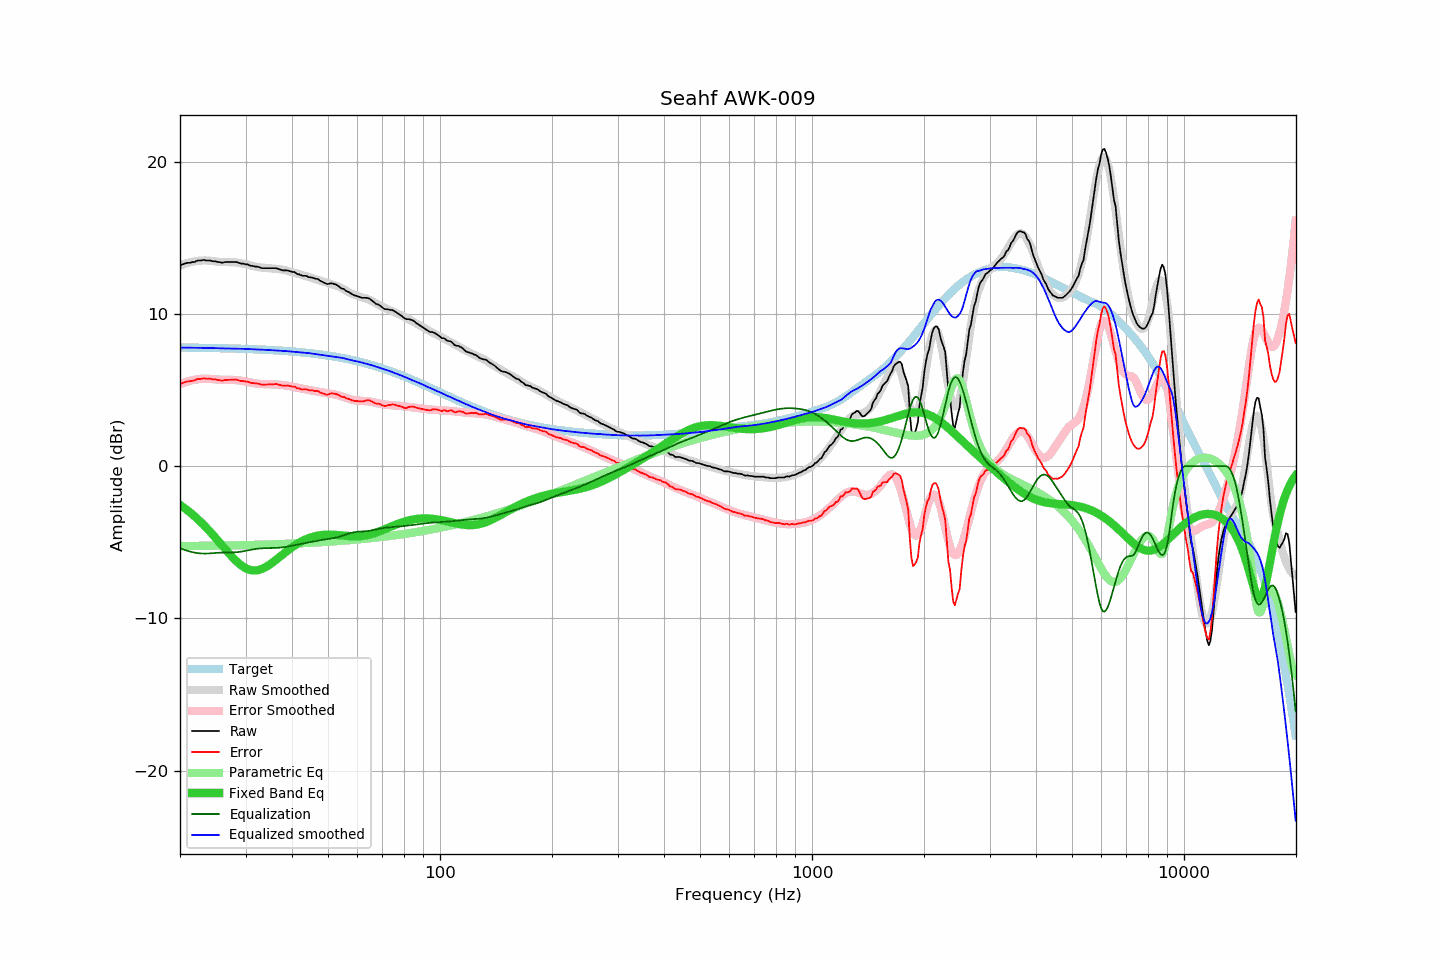 Seahf AWK-009
20
10
0
−10
−20
Amplitude (dBr)
Target
Raw Smoothed
Error Smoothed
Raw
Error
Parametric Eq
Fixed Band Eq
Equalization
Equalized smoothed
100
1000
10000
Frequency (Hz)